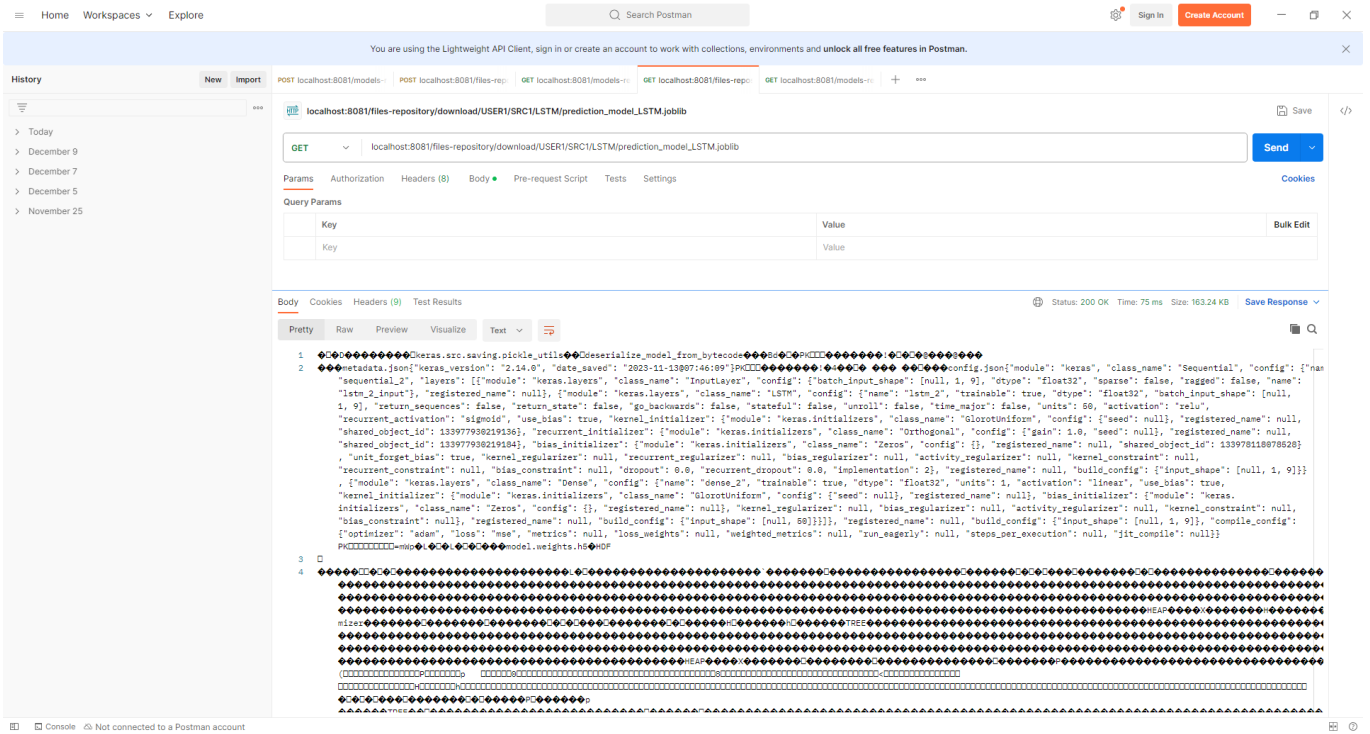 Home Workspaces Explore Search Postman Sign In Create Account
You are using the Lightweight API Client, sign in or create an account to work with collections, environments and unlock all free features in Postman.
History New Import POST localhost:8081/models- POST localhost:8081/files-rep GET localhost:8081/models-re GET localhost:8081/files-repo GET localhost:8081/models-re
localhost:8081/files-repository/download/USER1/SRC1/LSTM/prediction_model_LSTM.joblib Save
Today
December 9
December 7
December 5
November 25
GET localhost:8081/files-repository/download/USER1/SRC1/LSTM/prediction_model_LSTM.joblib Send
Params Authorization Headers (8) Body Pre-request Script Tests Settings Cookies
Query Params
Key Value Bulk Edit
Key Value
Body Cookies Headers (9) Test Results Status: 200 OK Time: 75 ms Size: 163.24 KB Save Response
Pretty Raw Preview Visualize Text
1 keras.src.saving.pickle_utils deserialize_model_from_bytecode
2 metadata.json{"keras_version": "2.14.0", "date_saved": "2023-11-13@07:46:09"}PK config.json{"module": "keras", "class_name": "Sequential", "config": {"nam
"sequential_2", "layers": [{"module": "keras.layers", "class_name": "InputLayer", "config": {"batch_input_shape": [null, 1, 9], "dtype": "float32", "sparse": false, "ragged": false, "name":
"lstm_2_input"}, "registered_name": null}, {"module": "keras.layers", "class_name": "LSTM", "config": {"name": "lstm_2", "trainable": true, "dtype": "float32", "batch_input_shape": [null,
1, 9], "return_sequences": false, "return_state": false, "go_backwards": false, "stateful": false, "unroll": false, "time_major": false, "units": 50, "activation": "relu",
"recurrent_activation": "sigmoid", "use_bias": true, "kernel_initializer": {"module": "keras.initializers", "class_name": "GlorotUniform", "config": {"seed": null}, "registered_name": null,
"shared_object_id": 133977930219136}, "recurrent_initializer": {"module": "keras.initializers", "class_name": "Orthogonal", "config": {"gain": 1.0, "seed": null}, "registered_name": null,
"shared_object_id": 133977930219184}, "bias_initializer": {"module": "keras.initializers", "class_name": "Zeros", "config": {}, "registered_name": null, "shared_object_id": 133978118078528}
, "unit_forget_bias": true, "kernel_regularizer": null, "recurrent_regularizer": null, "bias_regularizer": null, "activity_regularizer": null, "kernel_constraint": null,
"recurrent_constraint": null, "bias_constraint": null, "dropout": 0.0, "recurrent_dropout": 0.0, "implementation": 2}, "registered_name": null, "build_config": {"input_shape": [null, 1, 9]}}
, {"module": "keras.layers", "class_name": "Dense", "config": {"name": "dense_2", "trainable": true, "dtype": "float32", "units": 1, "activation": "linear", "use_bias": true,
"kernel_initializer": {"module": "keras.initializers", "class_name": "GlorotUniform", "config": {"seed": null}, "registered_name": null}, "bias_initializer": {"module": "keras.
initializers", "class_name": "Zeros", "config": {}, "registered_name": null}, "kernel_regularizer": null, "bias_regularizer": null, "activity_regularizer": null, "kernel_constraint": null,
"bias_constraint": null}, "registered_name": null, "build_config": {"input_shape": [null, 50]}}]}, "registered_name": null, "build_config": {"input_shape": [null, 1, 9]}, "compile_config":
{"optimizer": "adam", "loss": "mse", "metrics": null, "loss_weights": null, "weighted_metrics": null, "run_eagerly": null, "steps_per_execution": null, "jit_compile": null}}
PK model.weights.h5 HDF
3
4
HEAP
mizer TREE
HEAP
Console Not connected to a Postman account